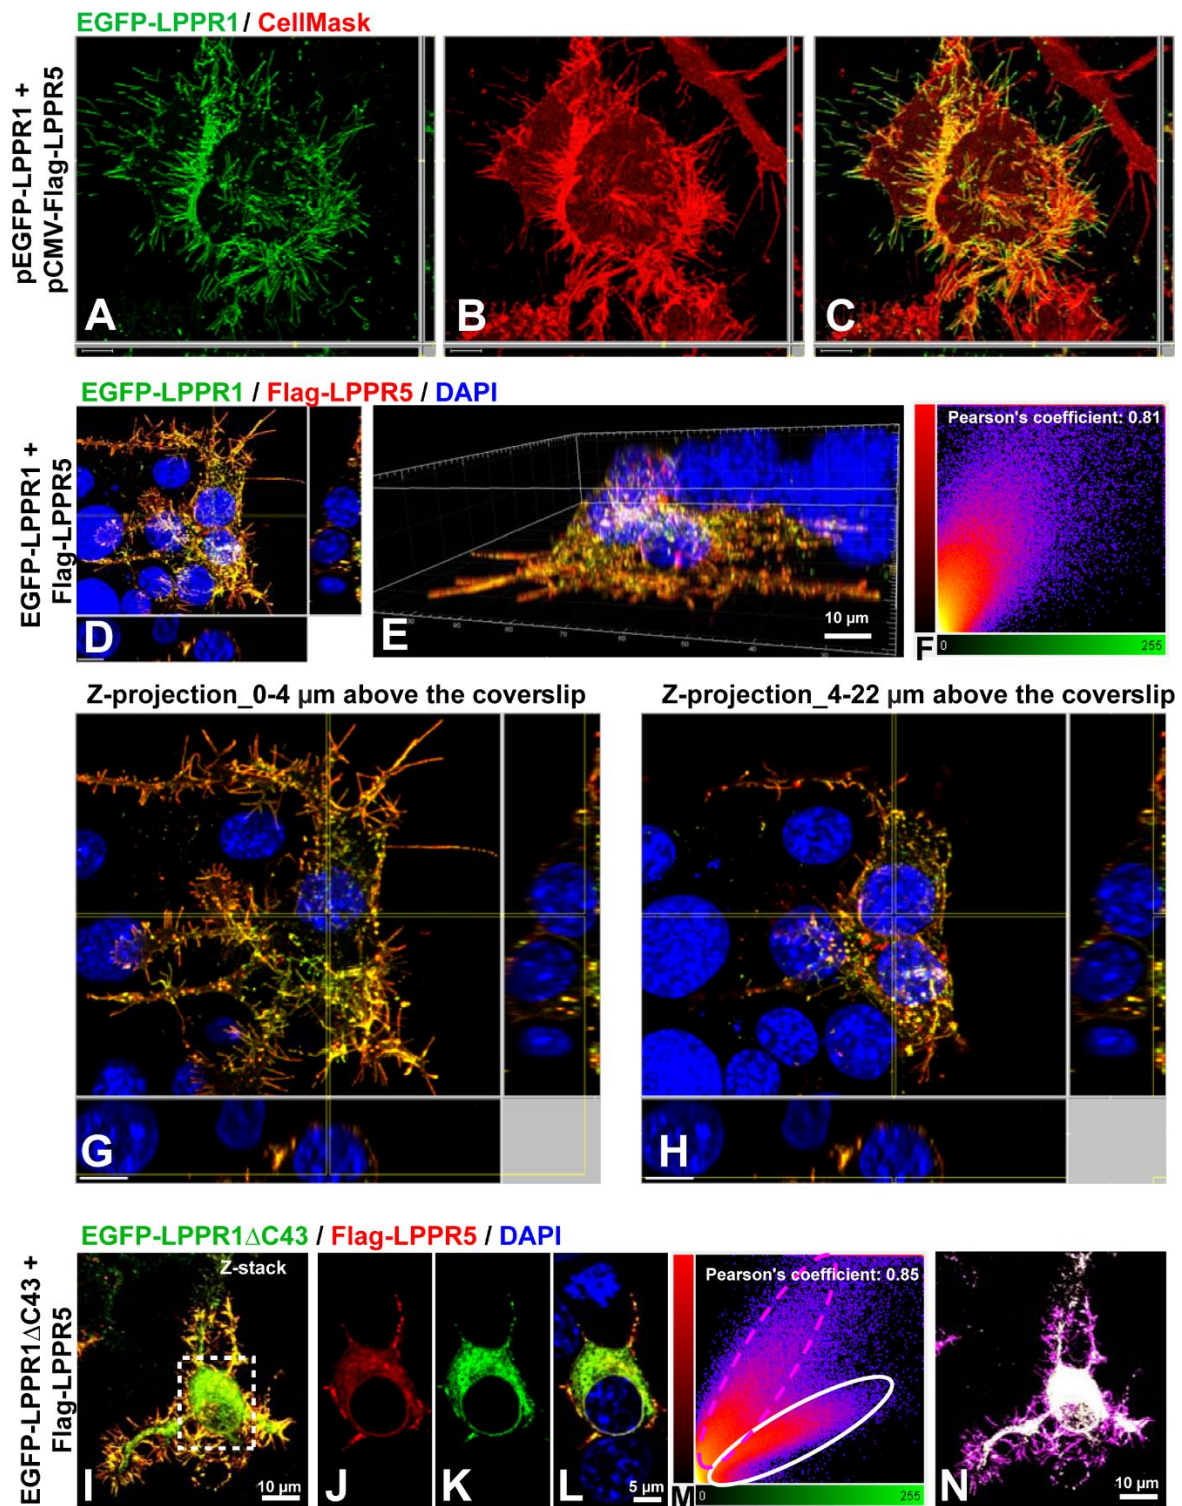 EGFP-LPPR1 / CellMask
pEGFP-LPPR1 +
pCMV-Flag-LPPR5
A
B
C
EGFP-LPPR1 / Flag-LPPR5 / DAPI
EGFP-LPPR1 +
Flag-LPPR5
D
E
10 µm
Pearson's coefficient: 0.81
F
0
255
Z-projection_0-4 µm above the coverslip
Z-projection_4-22 µm above the coverslip
G
H
EGFP-LPPR1ΔC43 / Flag-LPPR5 / DAPI
EGFP-LPPR1ΔC43 +
Flag-LPPR5
Z-stack
I
10 µm
J
K
L
5 µm
Pearson's coefficient: 0.85
M
0
255
N
10 µm